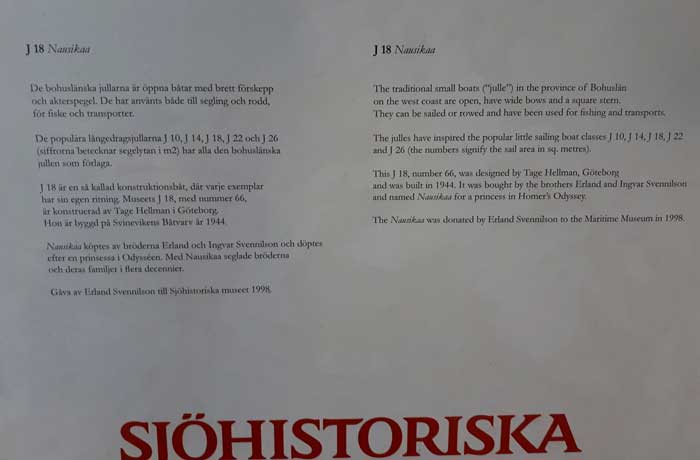 J 18 Nausikaa
De bohuslänska jullarna är öppna båtar med brett förskepp
och akterspegel. De har använts både till segling och rodd,
för fiske och transporter.
De populära långedragsjullarna J 10, J 14, J 18, J 22 och J 26
(siffrorna betecknar segelytan i m2) har alla den bohuslänska
jullen som förlaga.
J 18 är en så kallad konstruktionsbåt, där varje exemplar
har sin egen ritning. Museets J 18, med nummer 66,
är konstruerad av Tage Hellman i Göteborg.
Hon är byggd på Svinevikens Båtvarv år 1944.
Nausikaa köptes av bröderna Erland och Ingvar Svennilson och döptes
efter en prinsessa i Odysséen. Med Nausikaa seglade bröderna
och deras familjer i flera decennier.
Gåva av Erland Svennilson till Sjöhistoriska museet 1998.
J 18 Nausikaa
The traditional small boats ("julle") in the province of Bohuslän
on the west coast are open, have wide bows and a square stern.
They can be sailed or rowed and have been used for fishing and transports.
The julles have inspired the popular little sailing boat classes J 10, J 14, J 18, J 22
and J 26 (the numbers signify the sail area in sq. metres).
This J 18, number 66, was designed by Tage Hellman, Göteborg
and was built in 1944. It was bought by the brothers Erland and Ingvar Svennilson
and named Nausikaa for a princess in Homer's Odyssey.
The Nausikaa was donated by Erland Svennilson to the Maritime Museum in 1998.
SJÖHISTORISKA